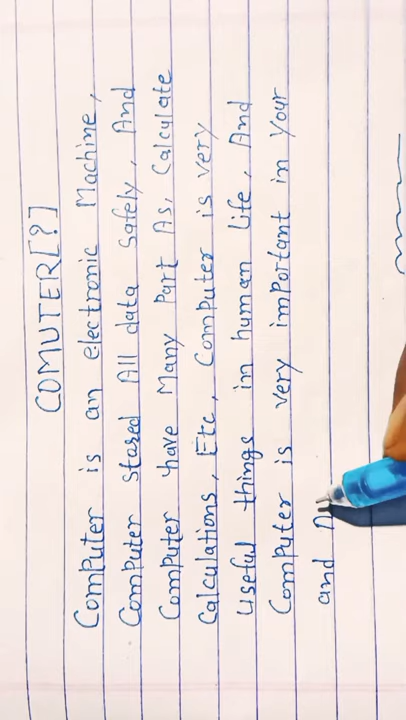 COMUTER[?]
Computer is an electronic Machine,
Computer stased All data safely, And
Computer have Many Part As, Calculate
Calculations, Etc, Computer is very
useful things in human life, And
Computer is very important in your
and